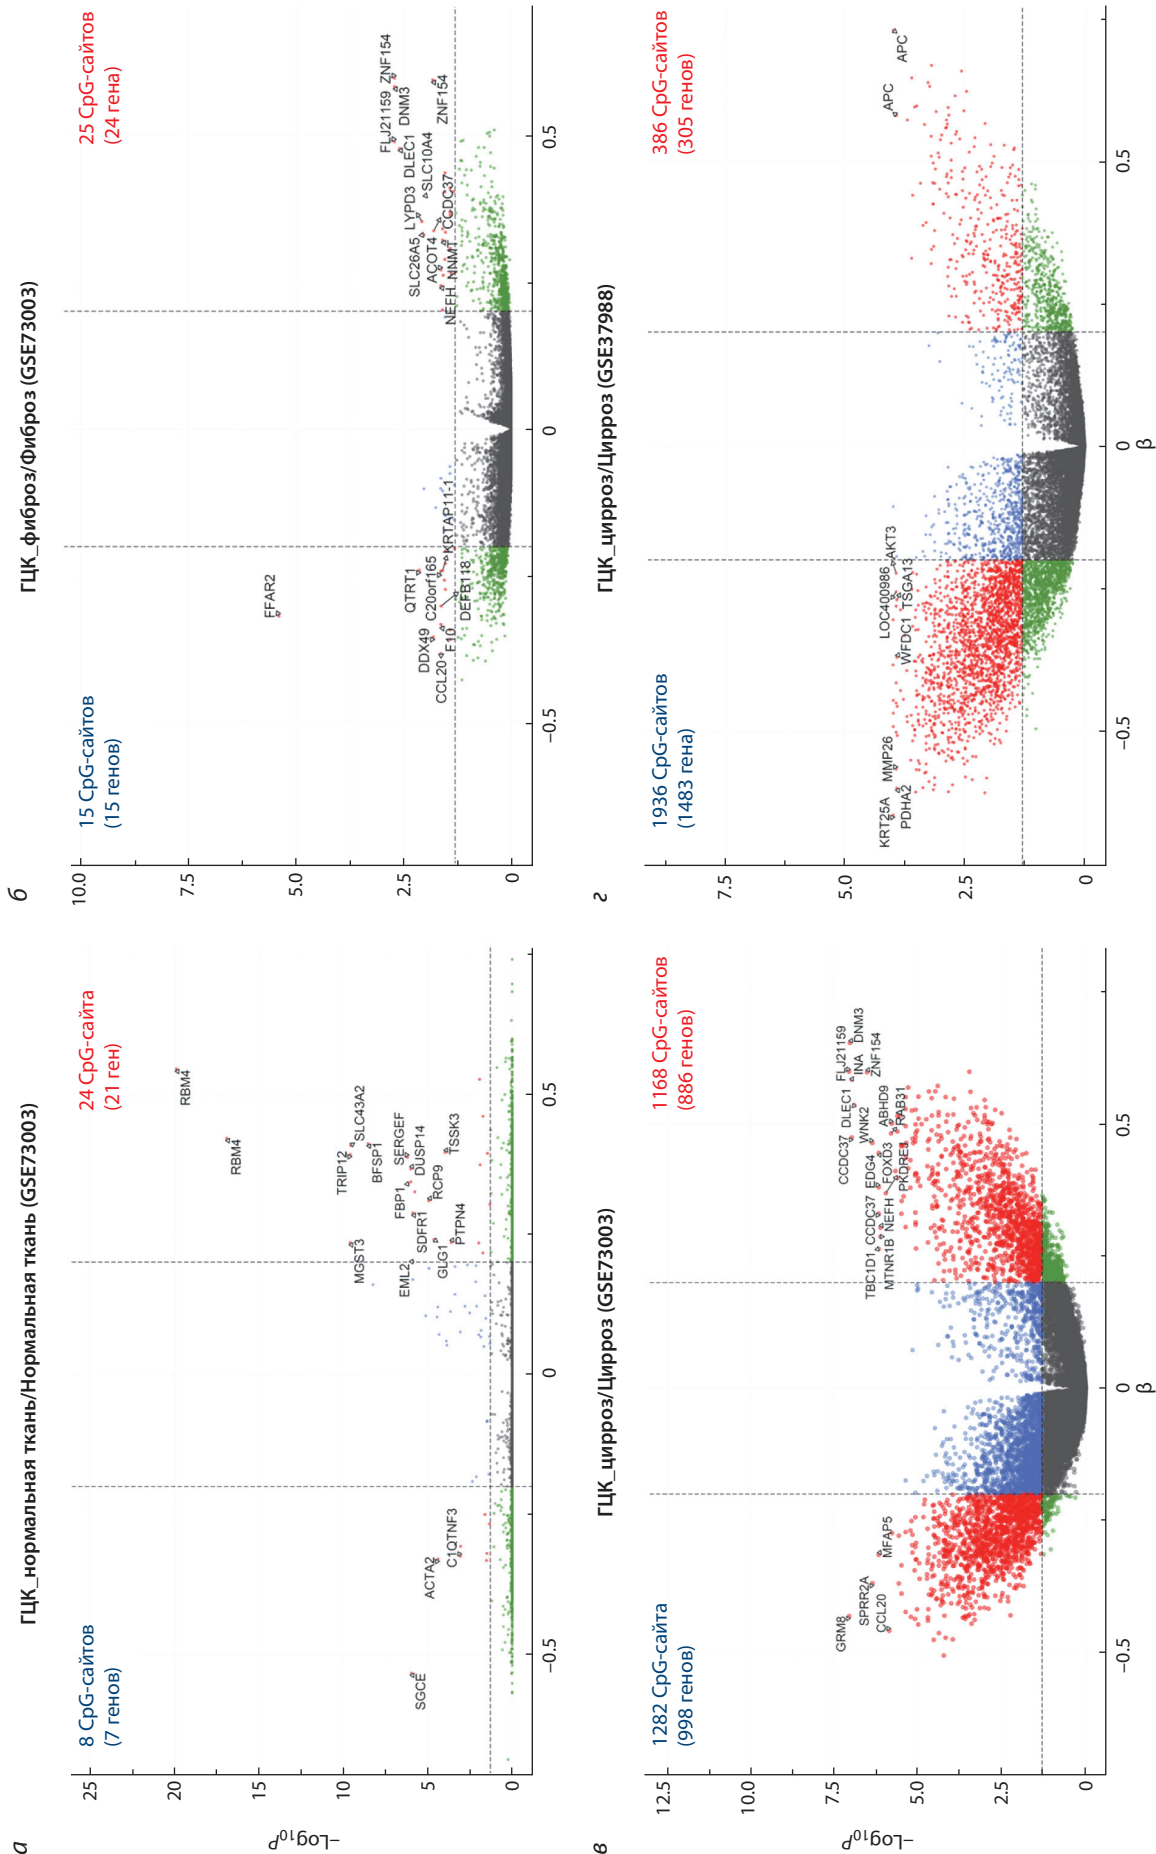 а
ГЦК_нормальная ткань/Нормальная ткань (GSE73003)
8 CpG-сайтов
(7 генов)
24 CpG-сайта
(21 ген)
–Log10P
25
20
15
10
5
0
–0.5
0
0.5
RBM4
RBM4
TRIP12
SLC43A2
BFSP1
MGST3
SERGEF
DUSP14
FBP1
RCP9
TSSK3
SDFR1
EML2
GLG1
PTPN4
ACTA2
C1QTNF3
SGCE
б
ГЦК_фиброз/Фиброз (GSE73003)
15 CpG-сайтов
(15 генов)
25 CpG-сайтов
(24 гена)
10.0
7.5
5.0
2.5
0
–0.5
0
0.5
FFAR2
QTRT1
DDX49
C20orf165
CCL20
F10
KRTAP11-1
DEFB118
FLJ21159
ZNF154
DNM3
DLEC1
ZNF154
LYPD3
SLC10A4
SLC26A5
ACOT4
CCDC37
NEFH
NNMT
в
ГЦК_цирроз/Цирроз (GSE73003)
1282 CpG-сайта
(998 генов)
1168 CpG-сайтов
(886 генов)
–Log10P
12.5
10.0
7.5
5.0
2.5
0
–0.5
0
0.5
β
GRM8
SPRR2A
CCL20
MFAP5
CCDC37
DLEC1
FLJ21159
INA
DNM3
WNK2
ZNF154
TBC1D1
CCDC37
EDG4
ABHD9
MTNR1B
NEFH
FOXD3
RAB31
г
ГЦК_цирроз/Цирроз (GSE37988)
1936 CpG-сайтов
(1483 гена)
386 CpG-сайтов
(305 генов)
7.5
5.0
2.5
0
–0.5
0
0.5
β
KRT25A
PDHA2
MMP26
LOC400986
AKT3
WFDC1
TSGA13
APC
APC